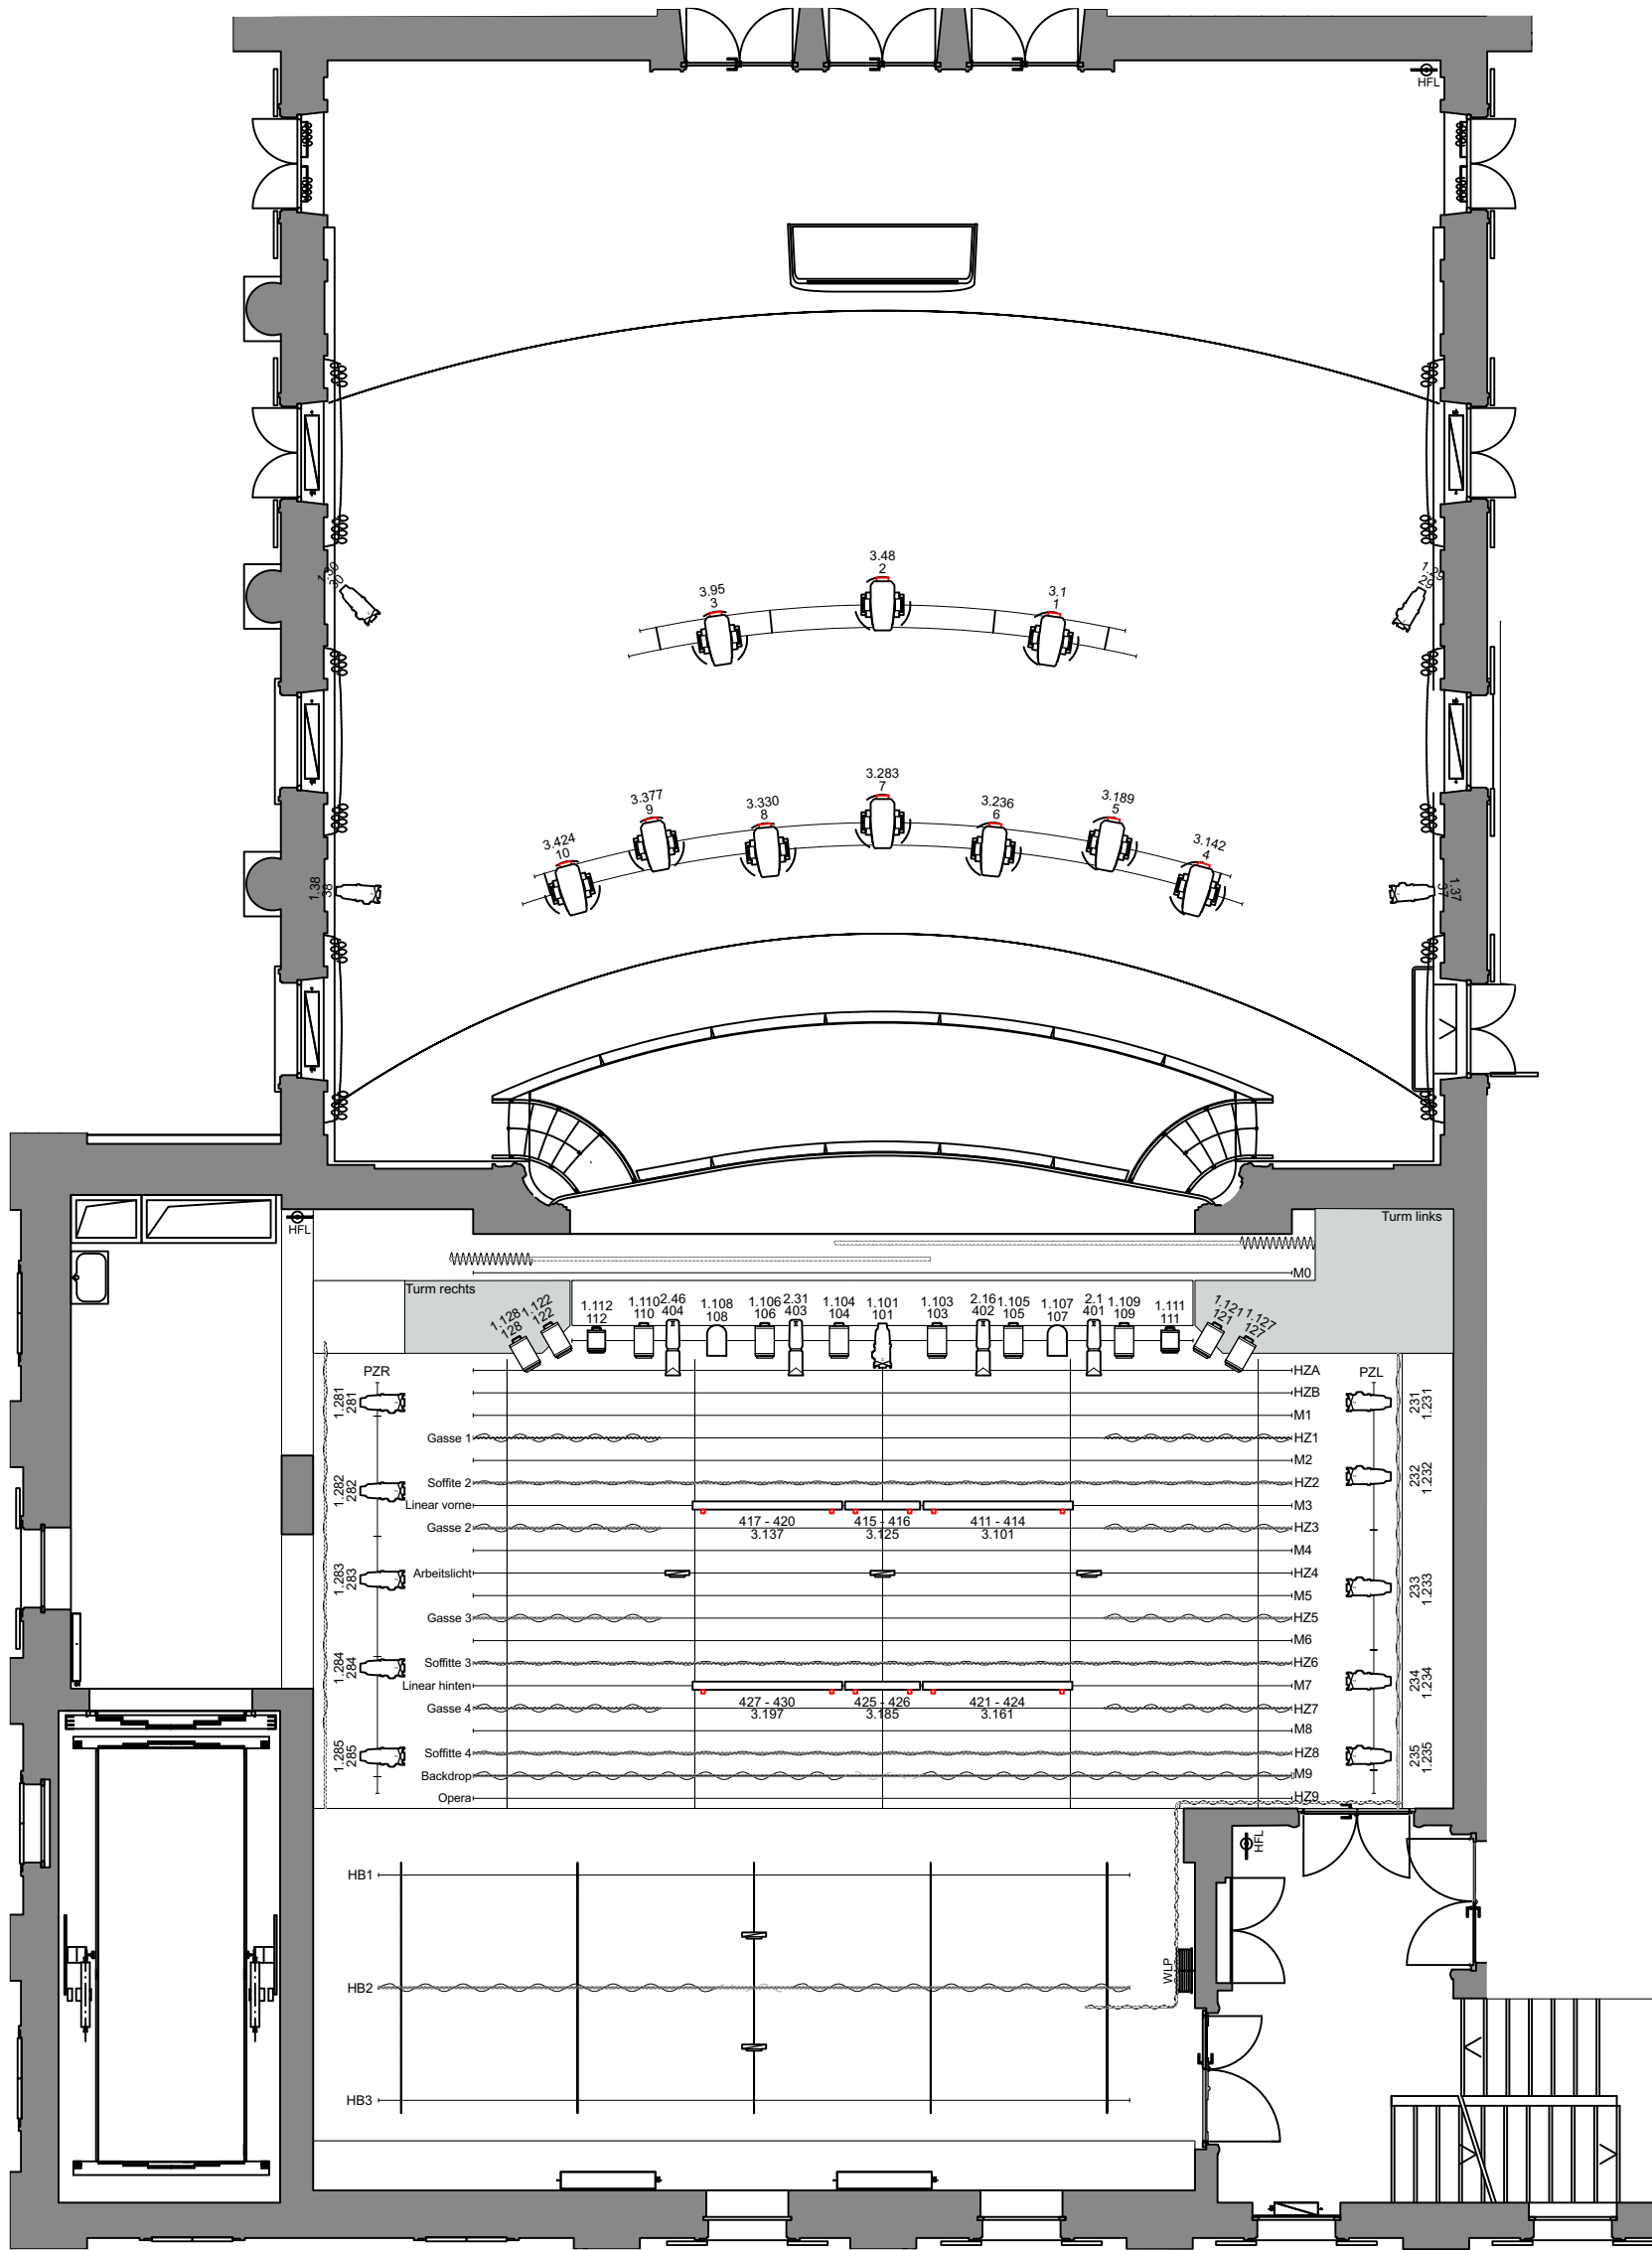 HFL
1.30
30
1.29
29
3.48
2
3.95
3
3.1
1
3.283
7
3.377
9
3.330
8
3.236
6
3.189
5
3.424
10
3.142
4
1.38
38
1.37
37
Turm links
HFL
M0
Turm rechts
1.128
128
1.122
122
1.112
112
1.110
110
2.46
404
1.108
108
1.106
106
2.31
403
1.104
104
1.101
101
1.103
103
2.16
402
1.105
105
1.107
107
2.1
401
1.109
109
1.111
111
1.121
121
1.127
127
PZR
HZA
PZL
HZB
1.281
281
231
1.231
M1
Gasse 1
HZ1
M2
Soffite 2
HZ2
1.282
282
232
1.232
Linear vorne
M3
417 - 420
3.137
415 - 416
3.125
411 - 414
3.101
Gasse 2
HZ3
M4
Arbeitslicht
HZ4
1.283
283
233
1.233
M5
Gasse 3
HZ5
M6
Soffitte 3
HZ6
1.284
284
234
1.234
Linear hinten
M7
427 - 430
3.197
425 - 426
3.185
421 - 424
3.161
Gasse 4
HZ7
M8
Soffitte 4
HZ8
1.285
285
235
1.235
Backdrop
M9
Opera
HZ9
HFL
HB1
WLP
HB2
HB3